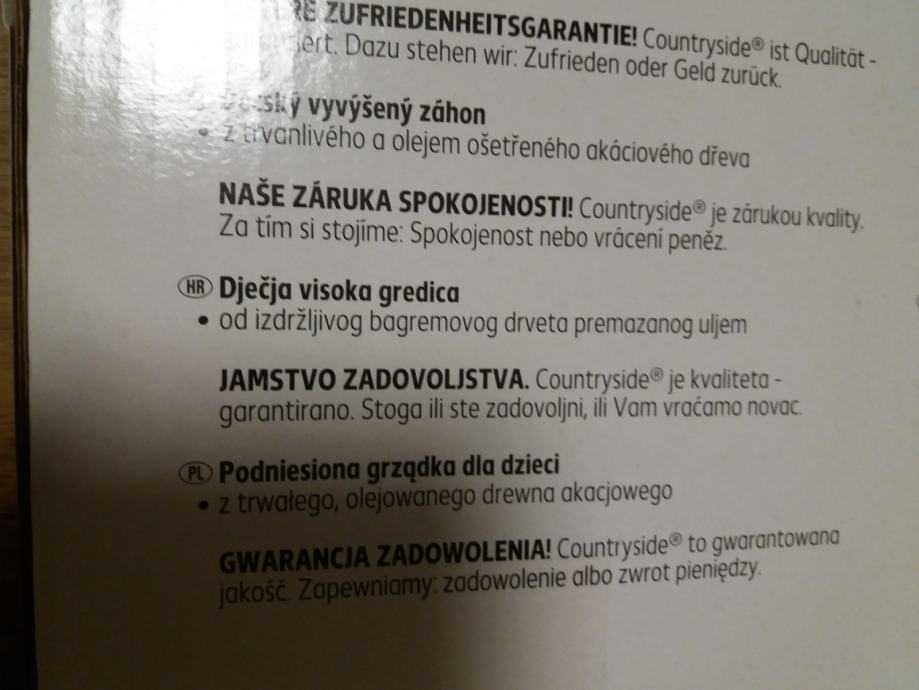 ZUFRIEDENHEITSGARANTIE! Countryside® ist Qualität -
Dazu stehen wir: Zufrieden oder Geld zurück.
vyvýšený záhon
• z trvanlivého a olejem ošetřeného akáciového dřeva
NAŠE ZÁRUKA SPOKOJENOSTI! Countryside® je zárukou kvality.
Za tím si stojíme: Spokojenost nebo vrácení peněz.
HR Dječja visoka gredica
• od izdržljivog bagremovog drveta premazanog uljem
JAMSTVO ZADOVOLJSTVA. Countryside® je kvaliteta -
garantirano. Stoga ili ste zadovoljni, ili Vam vraćamo novac.
PL Podniesiona grządka dla dzieci
• z trwałego, olejowanego drewna akacjowego
GWARANCJA ZADOWOLENIA! Countryside® to gwarantowana
jakość. Zapewniamy: zadowolenie albo zwrot pieniędzy.